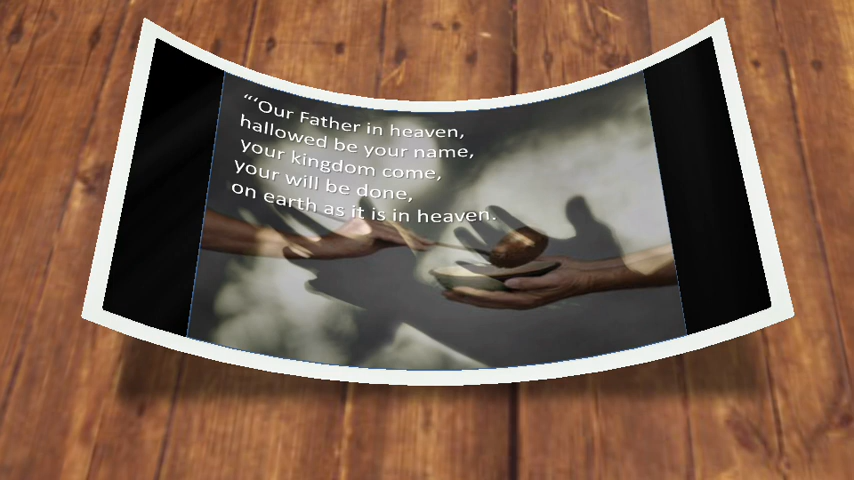 “‘Our Father in heaven,
hallowed be your name,
your kingdom come,
your will be done,
on earth as it is in heaven.